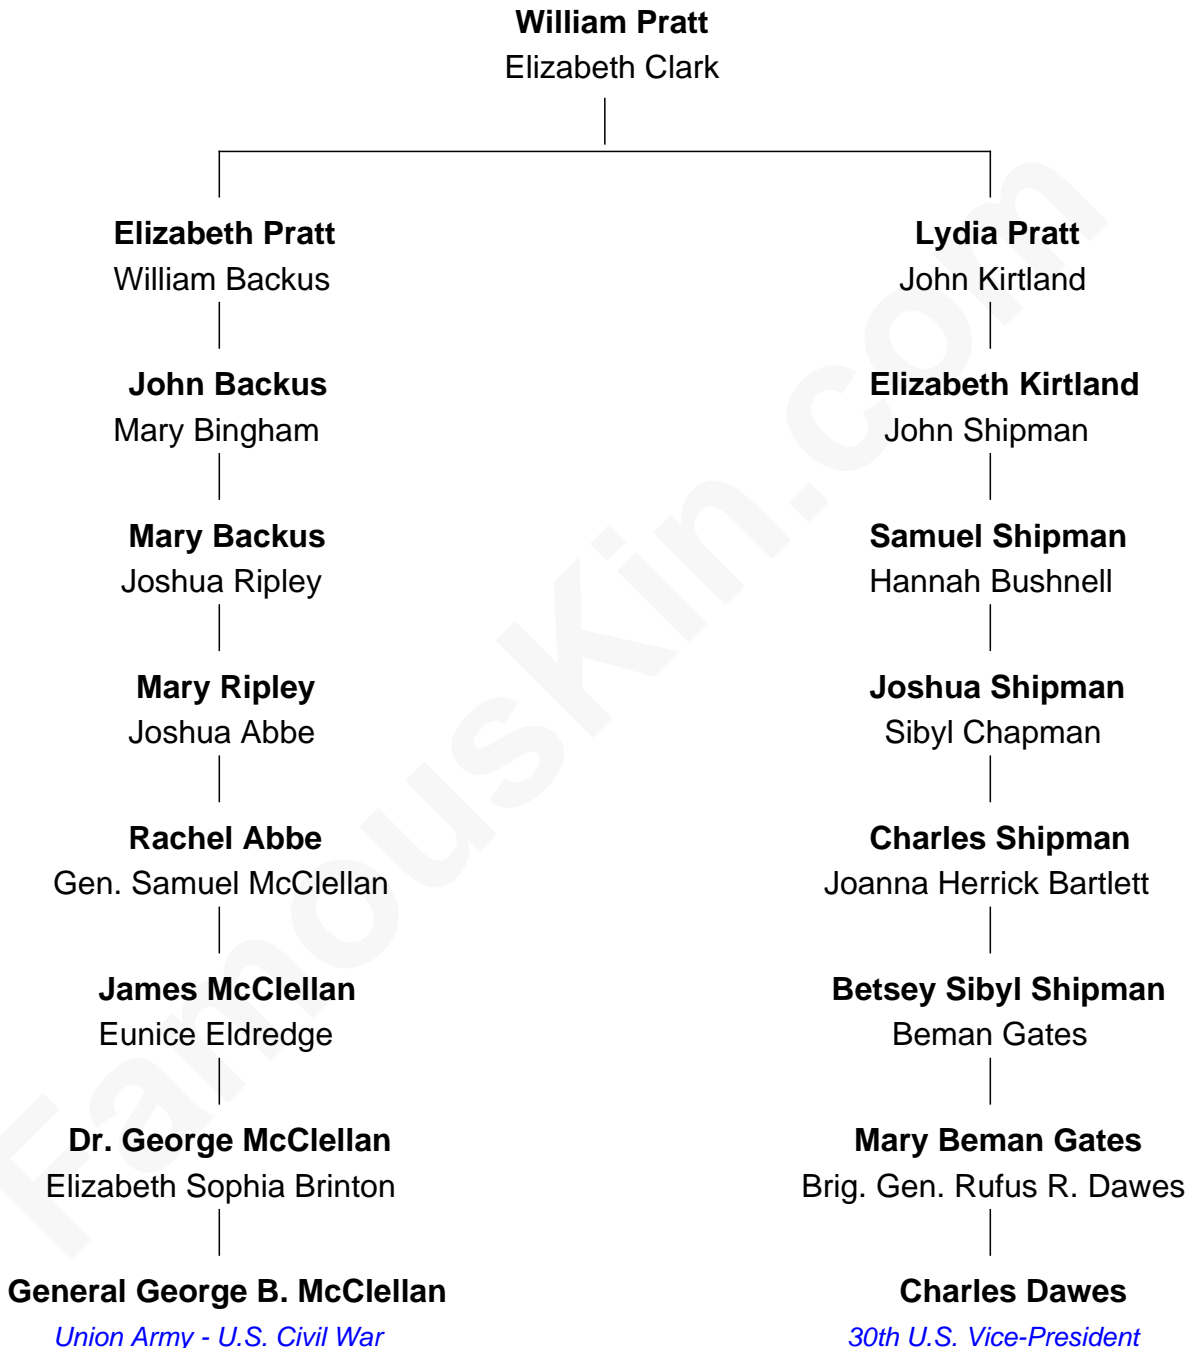 William Pratt
Elizabeth Clark
Elizabeth Pratt
William Backus
Lydia Pratt
John Kirtland
John Backus
Mary Bingham
Elizabeth Kirtland
John Shipman
Mary Backus
Joshua Ripley
Samuel Shipman
Hannah Bushnell
Mary Ripley
Joshua Abbe
Joshua Shipman
Sibyl Chapman
Rachel Abbe
Gen. Samuel McClellan
Charles Shipman
Joanna Herrick Bartlett
James McClellan
Eunice Eldredge
Betsey Sibyl Shipman
Beman Gates
Dr. George McClellan
Elizabeth Sophia Brinton
Mary Beman Gates
Brig. Gen. Rufus R. Dawes
General George B. McClellan
Union Army - U.S. Civil War
Charles Dawes
30th U.S. Vice-President
FamousKin.com